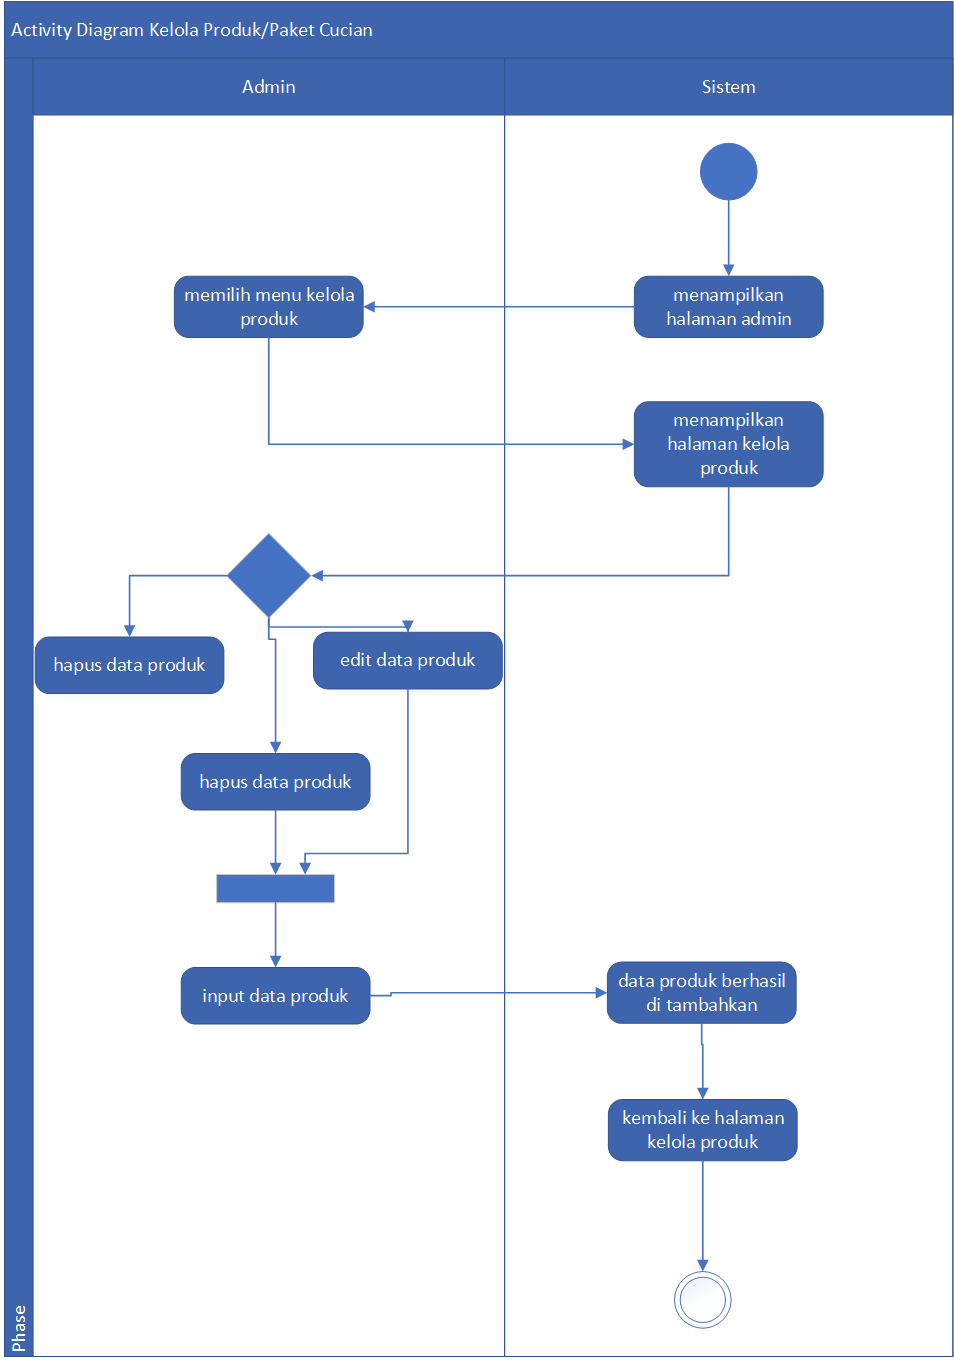 Activity Diagram Kelola Produk/Paket Cucian
Admin
Sistem
memilih menu kelola
produk
menampilkan
halaman admin
menampilkan
halaman kelola
produk
hapus data produk
edit data produk
hapus data produk
input data produk
data produk berhasil
di tambahkan
kembali ke halaman
kelola produk
Phase